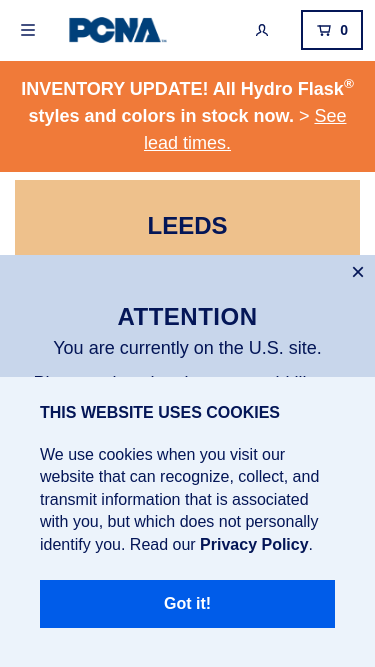 PCNA
0
INVENTORY UPDATE! All Hydro Flask®
styles and colors in stock now. > See
lead times.
LEEDS
×
ATTENTION
You are currently on the U.S. site.
THIS WEBSITE USES COOKIES
We use cookies when you visit our
website that can recognize, collect, and
transmit information that is associated
with you, but which does not personally
identify you. Read our Privacy Policy.
Got it!